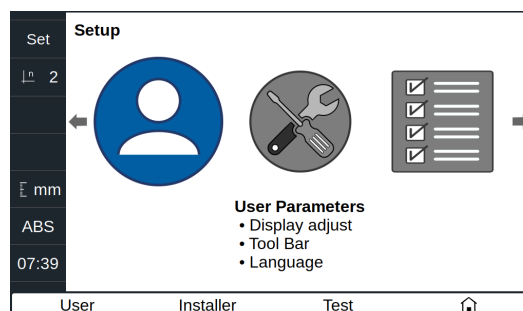 Set
Setup
n 2
mm
ABS
07:39
User Parameters
• Display adjust
• Tool Bar
• Language
User Installer Test